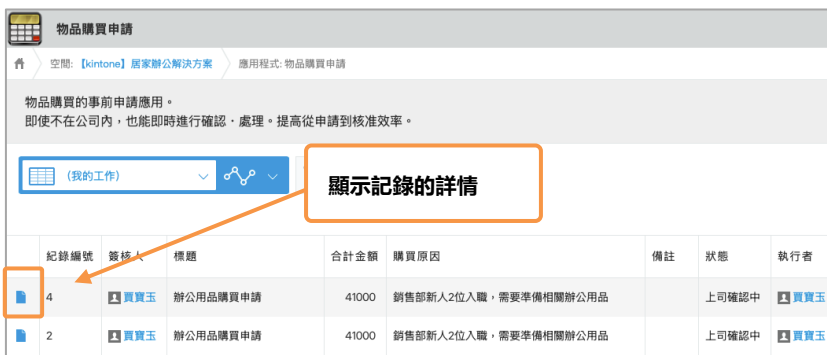 物品購買申請
空間: 【kintone】居家辦公解決方案 應用程式: 物品購買申請
物品購買的事前申請應用。
即使不在公司內，也能即時進行確認・處理。提高從申請到核准效率。
(我的工作)
顯示記錄的詳情
紀錄編號 簽核人 標題 合計金額 購買原因 備註 狀態 執行者
4 賈寶玉 辦公用品購買申請 41000 銷售部新人2位入職，需要準備相關辦公用品 上司確認中 賈寶玉
2 賈寶玉 辦公用品購買申請 41000 銷售部新人2位入職，需要準備相關辦公用品 上司確認中 賈寶玉